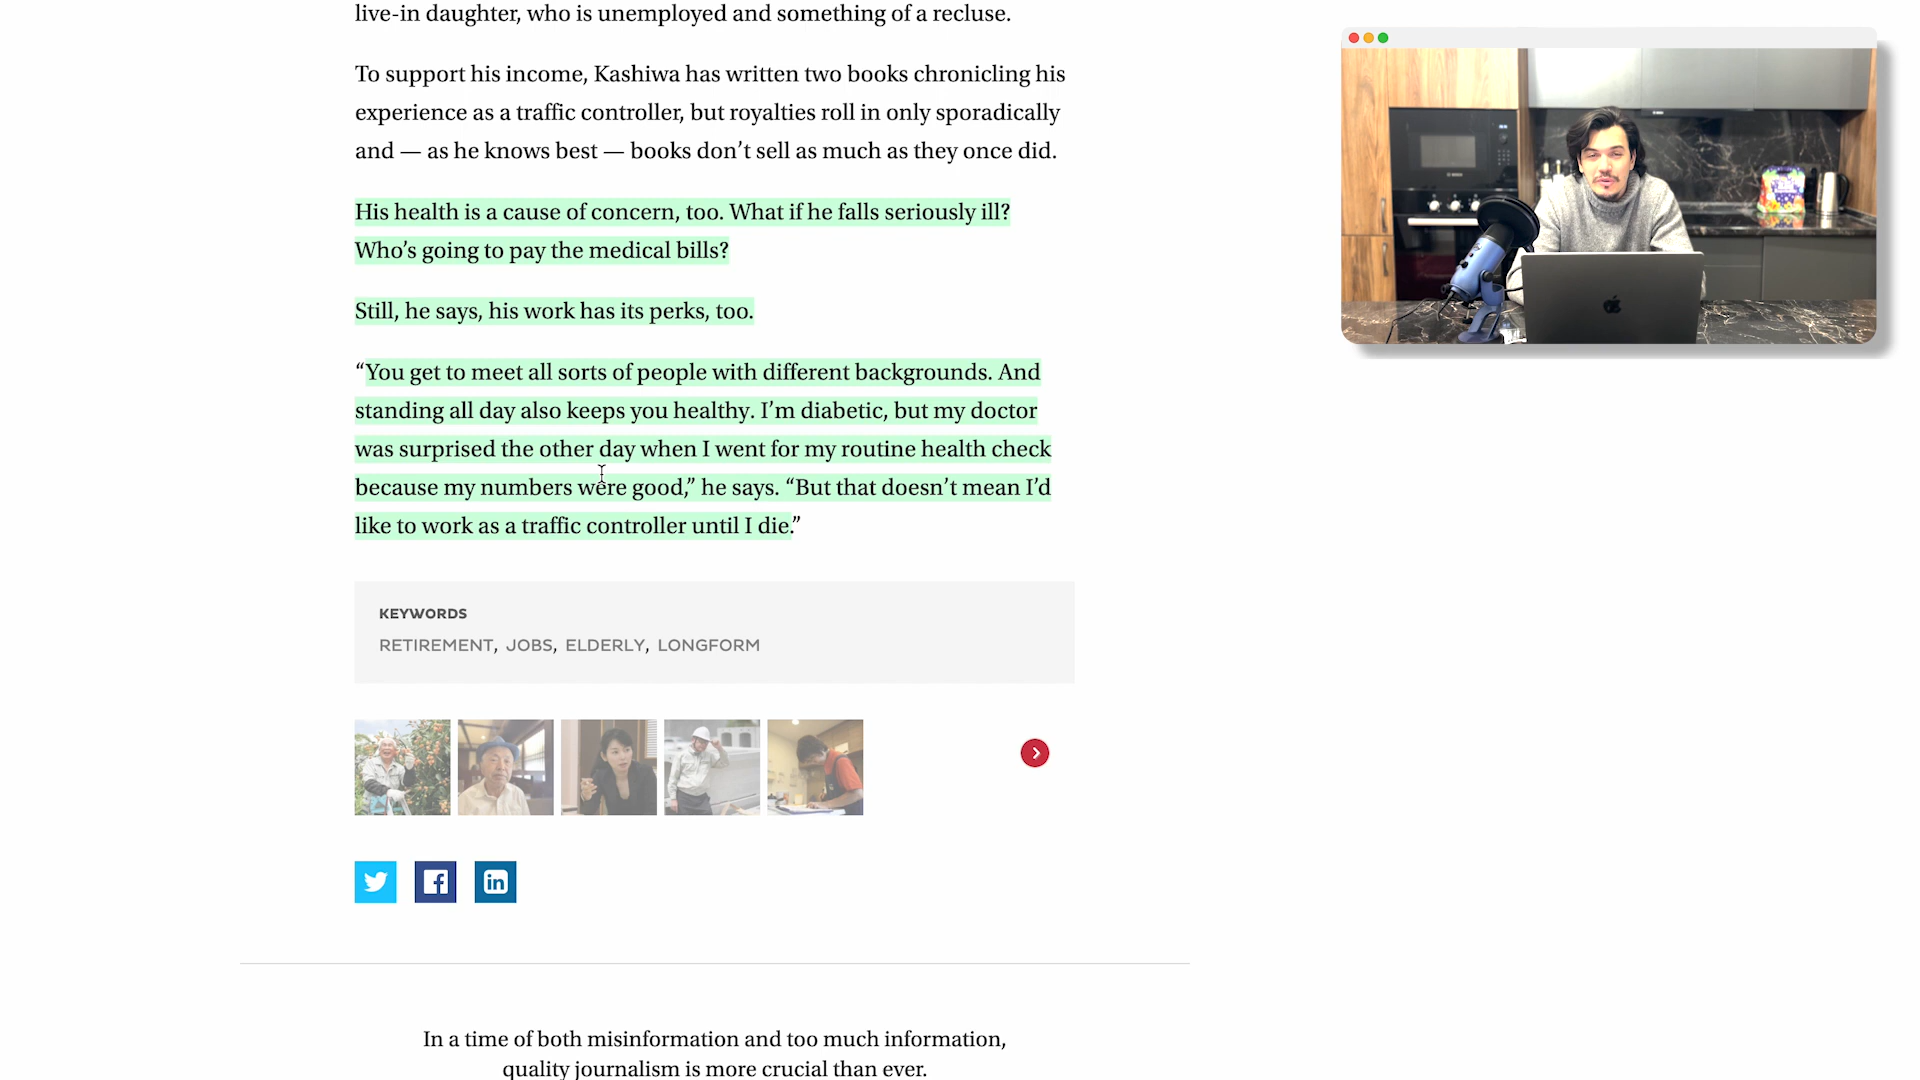 live-in daughter, who is unemployed and something of a recluse.
To support his income, Kashiwa has written two books chronicling his
experience as a traffic controller, but royalties roll in only sporadically
and — as he knows best — books don’t sell as much as they once did.
His health is a cause of concern, too. What if he falls seriously ill?
Who’s going to pay the medical bills?
Still, he says, his work has its perks, too.
“You get to meet all sorts of people with different backgrounds. And
standing all day also keeps you healthy. I’m diabetic, but my doctor
was surprised the other day when I went for my routine health check
because my numbers were good,” he says. “But that doesn’t mean I’d
like to work as a traffic controller until I die.”
KEYWORDS
RETIREMENT, JOBS, ELDERLY, LONGFORM
In a time of both misinformation and too much information,
quality journalism is more crucial than ever.